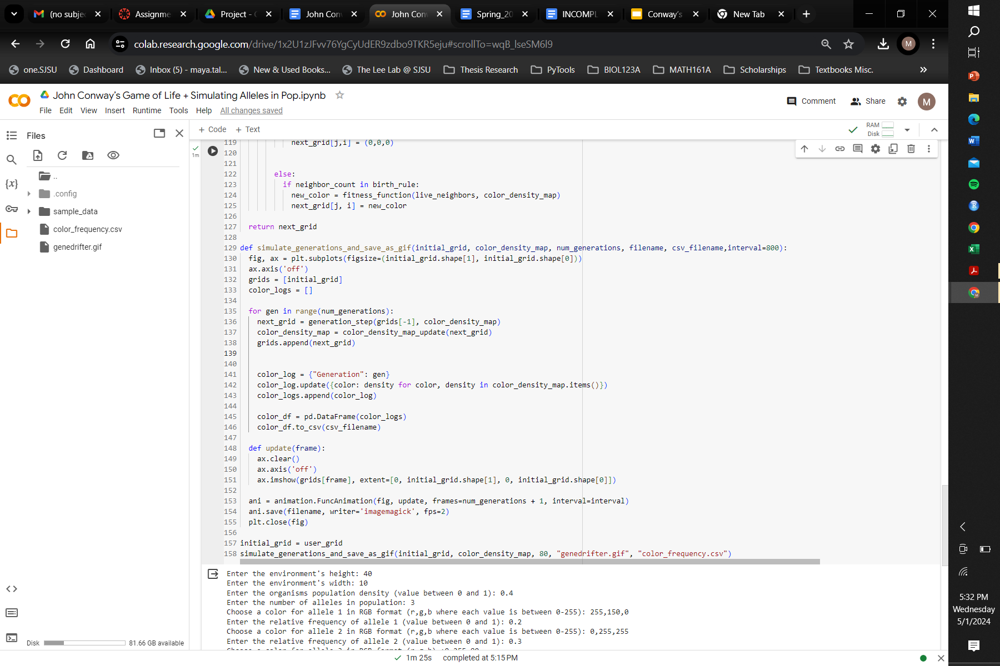 (no subje
Assignme
Project - C
John Con
John Con
Spring_20
INCOMPL
Conway's
New Tab
colab.research.google.com/drive/1x2U1zJFvv76YgCyUdER9zdbo9TKR5eju#scrollTo=wqB_lseSM6l9
M
one.SJSU
Dashboard
Inbox (5) - maya.tal...
New & Used Books...
The Lee Lab @ SJSU
Thesis Research
PyTools
BIOL123A
MATH161A
Scholarships
Textbooks Misc.
John Conway's Game of Life + Simulating Alleles in Pop.ipynb
File Edit View Insert Runtime Tools Help All changes saved
Comment
Share
M
Files
+ Code + Text
RAM
Disk
..
.config
sample_data
color_frequency.csv
genedrifter.gif
{x}
1m
119 next_grid[j,i] = (0,0,0)
120
121
122 else:
123 if neighbor_count in birth_rule:
124 new_color = fitness_function(live_neighbors, color_density_map)
125 next_grid[j, i] = new_color
126
127 return next_grid
128
129 def simulate_generations_and_save_as_gif(initial_grid, color_density_map, num_generations, filename, csv_filename,interval=800):
130 fig, ax = plt.subplots(figsize=(initial_grid.shape[1], initial_grid.shape[0]))
131 ax.axis('off')
132 grids = [initial_grid]
133 color_logs = []
134
135 for gen in range(num_generations):
136 next_grid = generation_step(grids[-1], color_density_map)
137 color_density_map = color_density_map_update(next_grid)
138 grids.append(next_grid)
139
140
141 color_log = {"Generation": gen}
142 color_log.update({color: density for color, density in color_density_map.items()})
143 color_logs.append(color_log)
144
145 color_df = pd.DataFrame(color_logs)
146 color_df.to_csv(csv_filename)
147
148 def update(frame):
149 ax.clear()
150 ax.axis('off')
151 ax.imshow(grids[frame], extent=[0, initial_grid.shape[1], 0, initial_grid.shape[0]])
152
153 ani = animation.FuncAnimation(fig, update, frames=num_generations + 1, interval=interval)
154 ani.save(filename, writer='imagemagick', fps=2)
155 plt.close(fig)
156
157 initial_grid = user_grid
158 simulate_generations_and_save_as_gif(initial_grid, color_density_map, 80, "genedrifter.gif", "color_frequency.csv")
Enter the environment's height: 40
Enter the environment's width: 10
Enter the organisms population density (value between 0 and 1): 0.4
Enter the number of alleles in population: 3
Choose a color for allele 1 in RGB format (r,g,b where each value is between 0-255): 255,150,0
Enter the relative frequency of allele 1 (value between 0 and 1): 0.2
Choose a color for allele 2 in RGB format (r,g,b where each value is between 0-255): 0,255,255
Enter the relative frequency of allele 2 (value between 0 and 1): 0.3
Disk
81.66 GB available
1m 25s completed at 5:15 PM
5:32 PM
Wednesday
5/1/2024